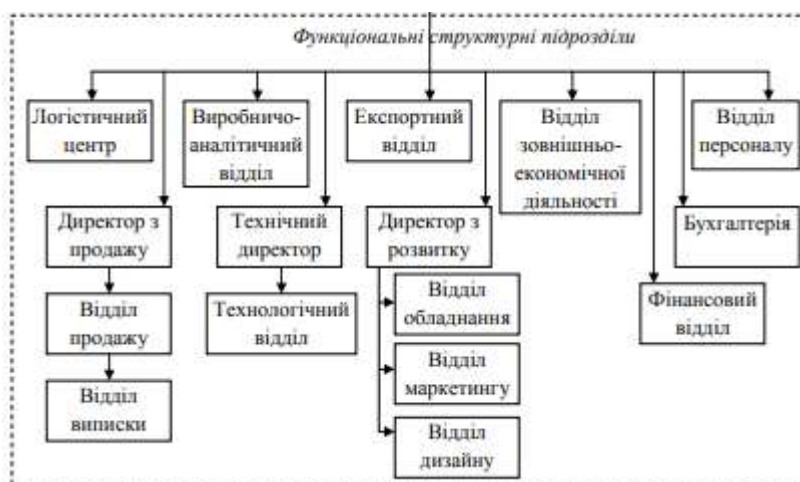 Функціональні структурні підрозділи
Логістичний
центр
Виробничо-
аналітичний
відділ
Експортний
відділ
Відділ
зовнішньо-
економічної
діяльності
Відділ
персоналу
Директор з
продажу
Технічний
директор
Директор з
розвитку
Бухгалтерія
Відділ
продажу
Технологічний
відділ
Відділ
обладнання
Фінансовий
відділ
Відділ
маркетингу
Відділ
виписки
Відділ
дизайну